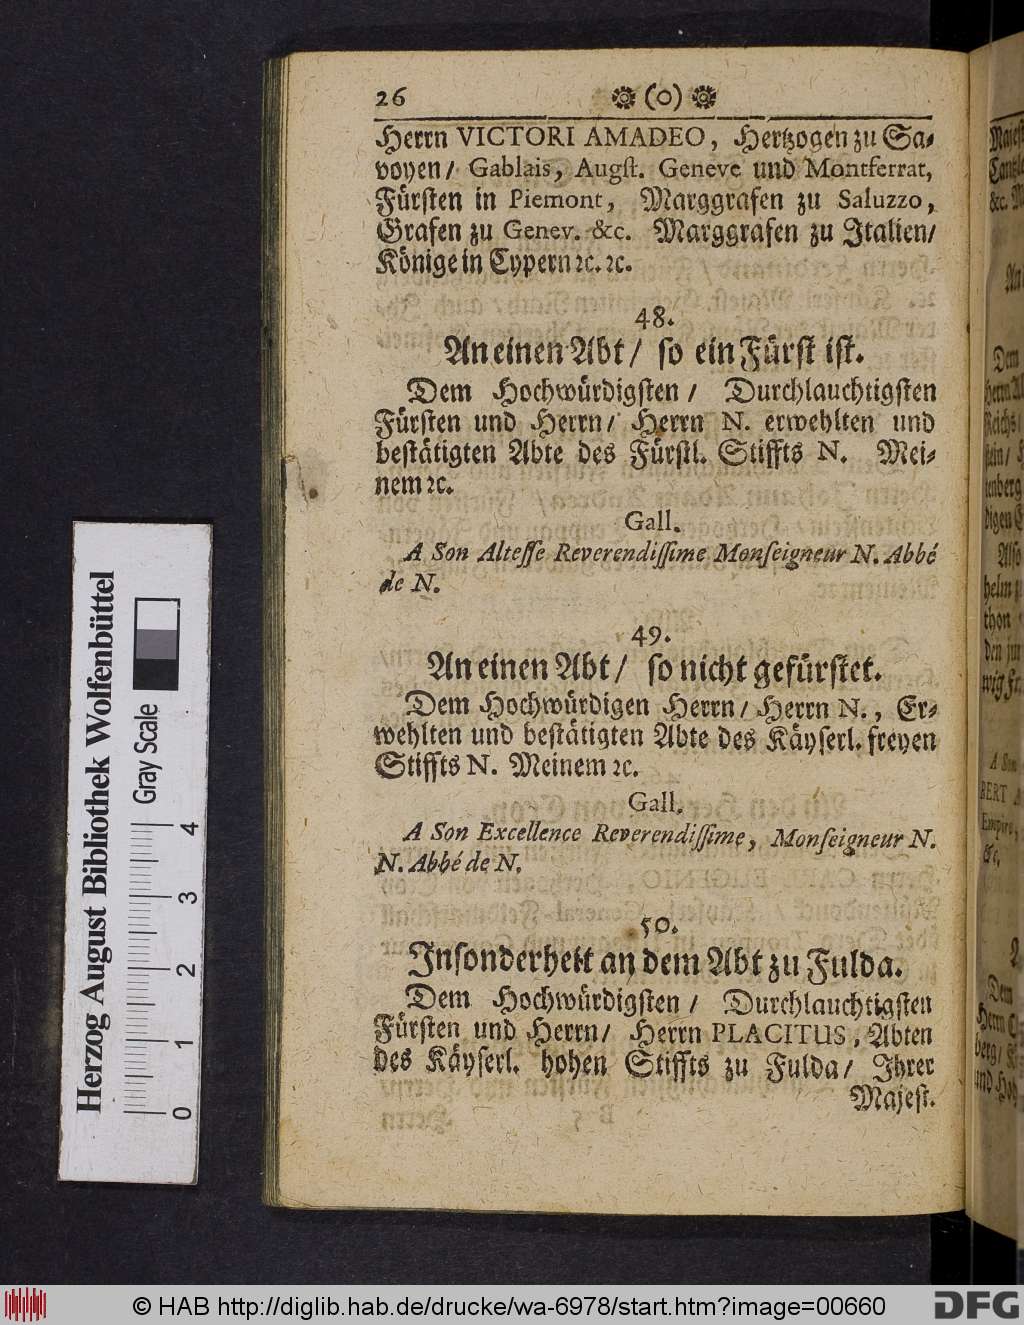 26 (o)
Herrn VICTORI AMADEO, Hertzogen zu Sa-
voyen/ Gablais, Augst. Geneve und Montferrat,
Fürsten in Piemont, Marggrafen zu Saluzzo,
Grafen zu Genev. &c. Marggrafen zu Italien/
Könige in Cypern ꝛc. ꝛc.
48.
An einen Abt/ so ein Fürst ist.
Dem Hochwürdigsten/ Durchlauchtigsten
Fürsten und Herrn/ Herrn N. erwehlten und
bestätigten Abte des Fürstl. Stiffts N. Mei-
nem ꝛc.
Gall.
A Son Altesse Reverendissime Monseigneur N. Abbé
de N.
49.
An einen Abt/ so nicht gefürstet.
Dem Hochwürdigen Herrn/ Herrn N., Er-
wehlten und bestätigten Abte des Käyserl. freyen
Stiffts N. Meinem ꝛc.
Gall.
A Son Excellence Reverendissime, Monseigneur N.
N. Abbé de N.
50.
Insonderheit an dem Abt zu Fulda.
Dem Hochwürdigsten/ Durchlauchtigsten
Fürsten und Herrn/ Herrn PLACITUS, Abten
des Käyserl. hohen Stiffts zu Fulda/ Ihrer
Majest.
Herzog August Bibliothek Wolfenbüttel
Gray Scale
0 1 2 3 4
© HAB http://diglib.hab.de/drucke/wa-6978/start.htm?image=00660
DFG